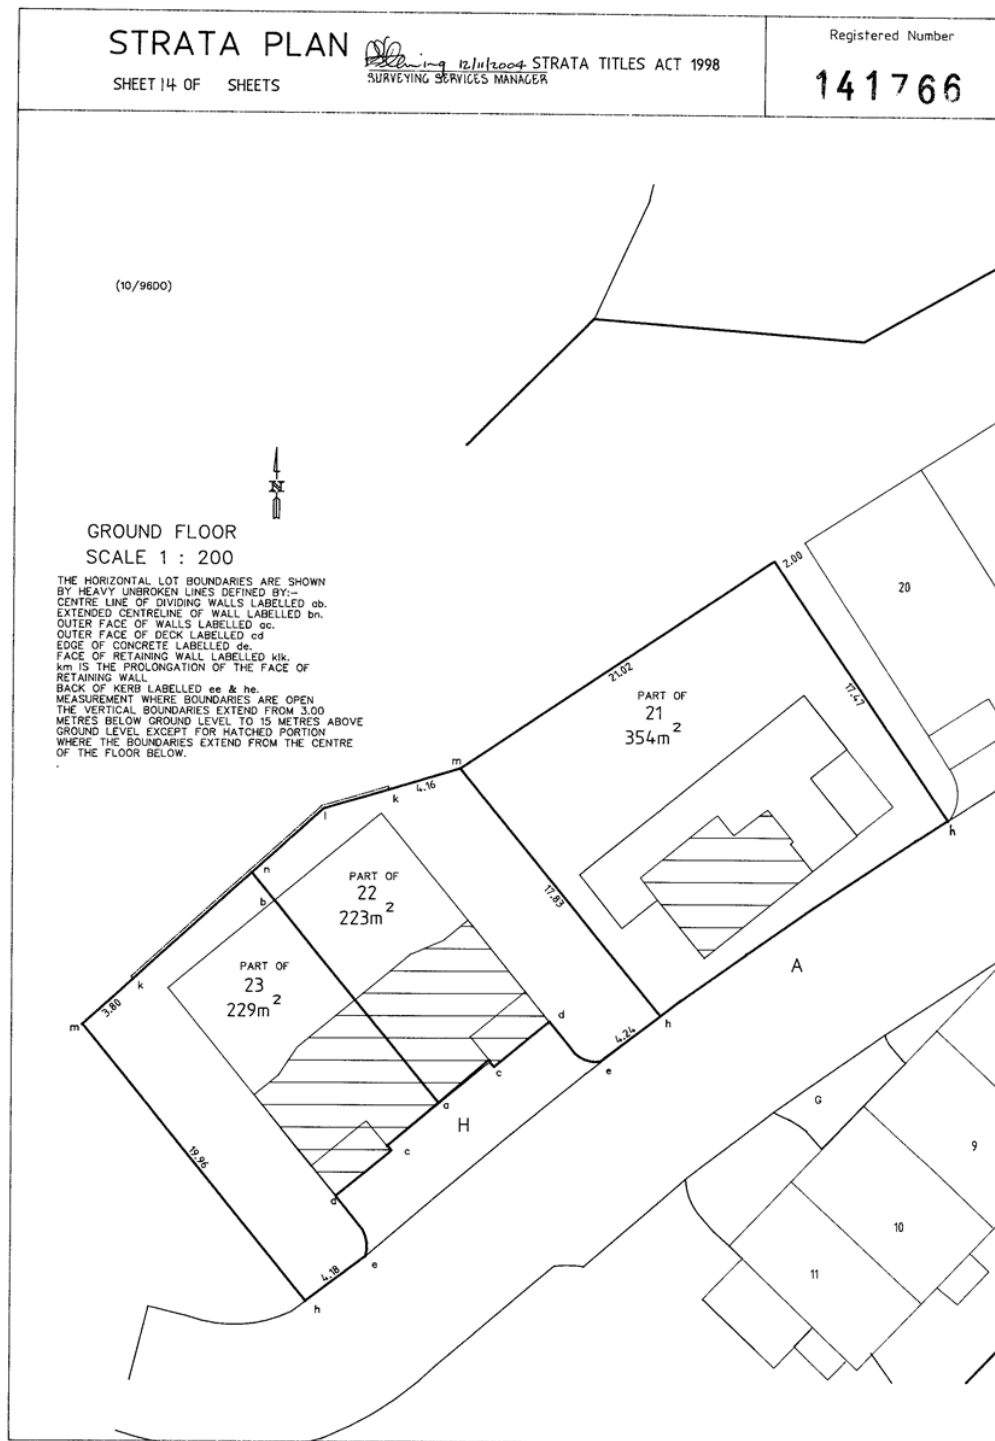 STRATA PLAN
12/11/2004 STRATA TITLES ACT 1998
SURVEYING SERVICES MANAGER
SHEET 14 OF SHEETS
Registered Number
141766
(10/96DO)
N
GROUND FLOOR
SCALE 1 : 200
THE HORIZONTAL LOT BOUNDARIES ARE SHOWN
BY HEAVY UNBROKEN LINES DEFINED BY:-
CENTRE LINE OF DIVIDING WALLS LABELLED ab.
EXTENDED CENTRELINE OF WALL LABELLED bn.
OUTER FACE OF WALLS LABELLED ac.
OUTER FACE OF DECK LABELLED cd
EDGE OF CONCRETE LABELLED de.
FACE OF RETAINING WALL LABELLED klk.
km IS THE PROLONGATION OF THE FACE OF
RETAINING WALL
BACK OF KERB LABELLED ee & he.
MEASUREMENT WHERE BOUNDARIES ARE OPEN
THE VERTICAL BOUNDARIES EXTEND FROM 3.00
METRES BELOW GROUND LEVEL TO 15 METRES ABOVE
GROUND LEVEL EXCEPT FOR HATCHED PORTION
WHERE THE BOUNDARIES EXTEND FROM THE CENTRE
OF THE FLOOR BELOW.
2.00
20
21.02
17.47
PART OF
21
354m²
m
4.16
k
l
h
n
PART OF
22
223m²
b
17.83
A
PART OF
23
229m²
k
3.80
m
d
h
4.24
e
c
a
H
c
G
9
19.96
d
10
e
4.18
h
11